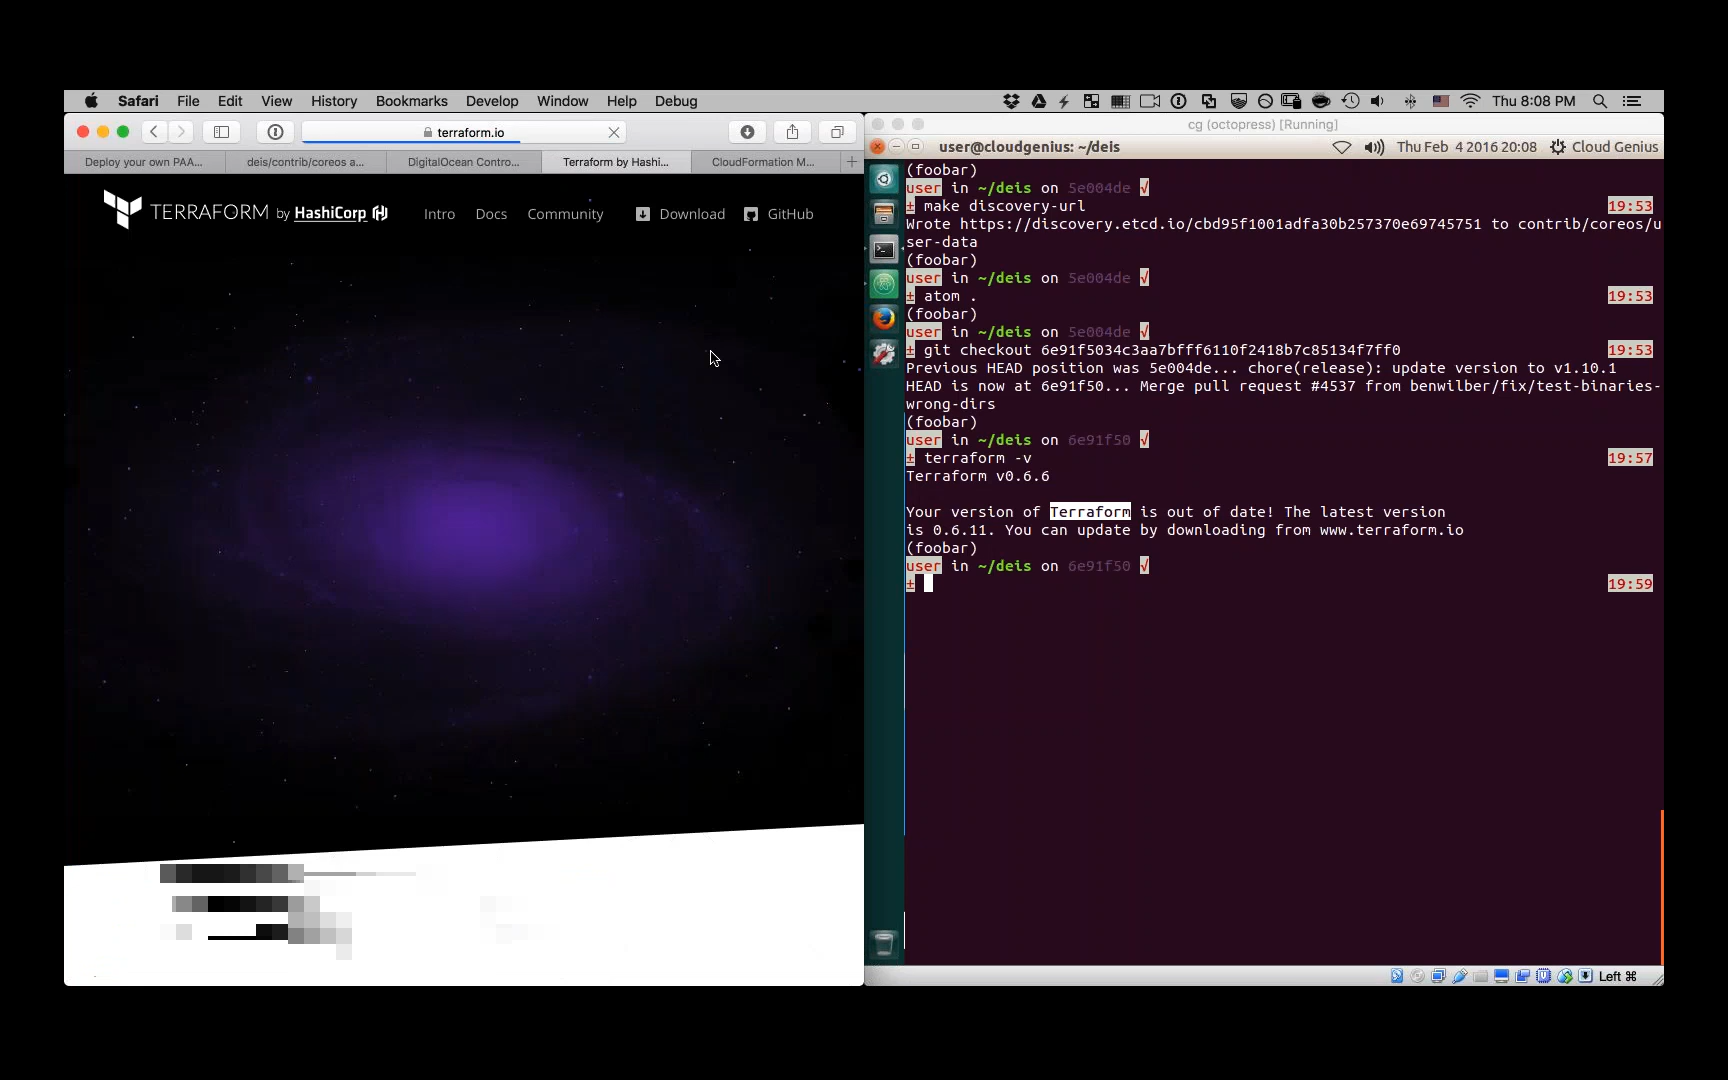 Safari File Edit View History Bookmarks Develop Window Help Debug Thu 8:08 PM
terraform.io
Deploy your own PAA... deis/contrib/coreos a... DigitalOcean Contro... Terraform by Hashi... CloudFormation M...
TERRAFORM by HashiCorp Intro Docs Community Download GitHub
cg (octopress) [Running]
user@cloudgenius: ~/deis Thu Feb 4 2016 20:08 Cloud Genius
(foobar)
user in ~/deis on 5e004de √
± make discovery-url 19:53
Wrote https://discovery.etcd.io/cbd95f1001adfa30b257370e69745751 to contrib/coreos/u
ser-data
(foobar)
user in ~/deis on 5e004de √
± atom . 19:53
(foobar)
user in ~/deis on 5e004de √
± git checkout 6e91f5034c3aa7bfff6110f2418b7c85134f7ff0 19:53
Previous HEAD position was 5e004de... chore(release): update version to v1.10.1
HEAD is now at 6e91f50... Merge pull request #4537 from benwilber/fix/test-binaries-
wrong-dirs
(foobar)
user in ~/deis on 6e91f50 √
± terraform -v 19:57
Terraform v0.6.6
Your version of Terraform is out of date! The latest version
is 0.6.11. You can update by downloading from www.terraform.io
(foobar)
user in ~/deis on 6e91f50 √
± 19:59
Left ⌘